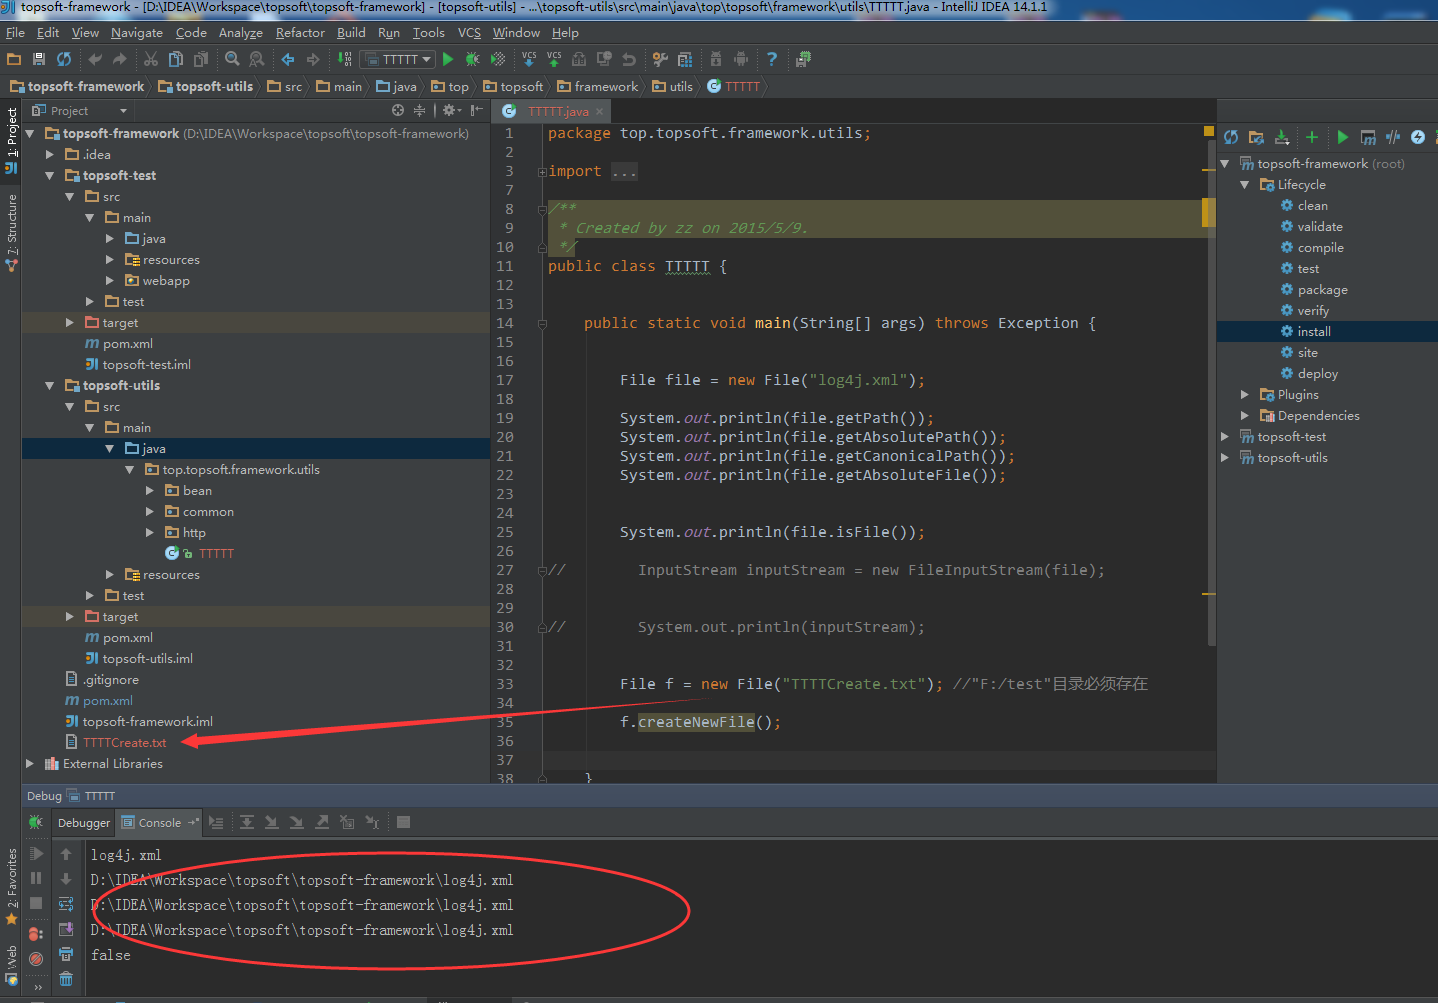 topsoft-framework - [D:\IDEA\Workspace\topsoft\topsoft-framework] - [topsoft-utils] - ...\topsoft-utils\src\main\java\top\topsoft\framework\utils\TTTTT.java - IntelliJ IDEA 14.1.1
File Edit View Navigate Code Analyze Refactor Build Run Tools VCS Window Help
TTTTT
VCS VCS
topsoft-framework topsoft-utils src main java top topsoft framework utils TTTTT
1: Project
7: Structure
2: Favorites
Web
Project
topsoft-framework (D:\IDEA\Workspace\topsoft\topsoft-framework)
.idea
topsoft-test
src
main
java
resources
webapp
test
target
pom.xml
topsoft-test.iml
topsoft-utils
src
main
java
top.topsoft.framework.utils
bean
common
http
TTTTT
resources
test
target
pom.xml
topsoft-utils.iml
.gitignore
pom.xml
topsoft-framework.iml
TTTTCreate.txt
External Libraries
TTTTT.java
1 package top.topsoft.framework.utils;
2
3 import ...
7
8 /**
9 * Created by zz on 2015/5/9.
10 */
11 public class TTTTT {
12
13
14 public static void main(String[] args) throws Exception {
15
16
17 File file = new File("log4j.xml");
18
19 System.out.println(file.getPath());
20 System.out.println(file.getAbsolutePath());
21 System.out.println(file.getCanonicalPath());
22 System.out.println(file.getAbsoluteFile());
23
24
25 System.out.println(file.isFile());
26
27 // InputStream inputStream = new FileInputStream(file);
28
29
30 // System.out.println(inputStream);
31
32
33 File f = new File("TTTTCreate.txt"); //"F:/test"目录必须存在
34
35 f.createNewFile();
36
37
38 }
topsoft-framework (root)
Lifecycle
clean
validate
compile
test
package
verify
install
site
deploy
Plugins
Dependencies
topsoft-test
topsoft-utils
Debug TTTTT
Debugger Console
log4j.xml
D:\IDEA\Workspace\topsoft\topsoft-framework\log4j.xml
D:\IDEA\Workspace\topsoft\topsoft-framework\log4j.xml
D:\IDEA\Workspace\topsoft\topsoft-framework\log4j.xml
false